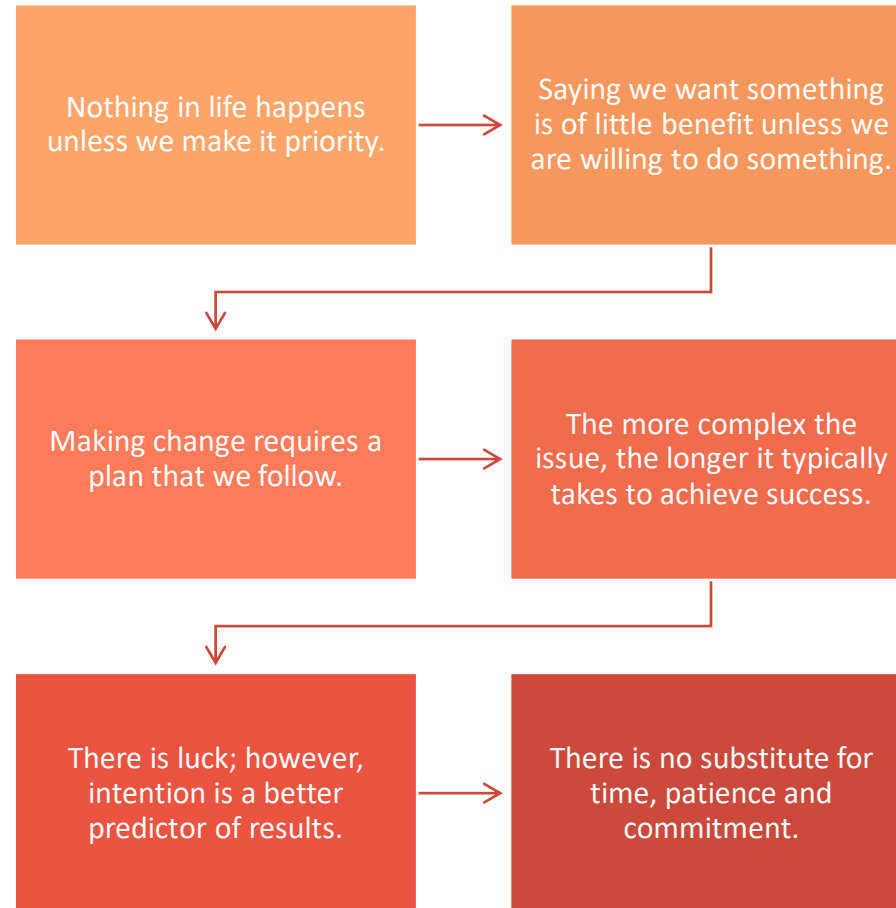 Nothing in life happens
unless we make it priority.
Saying we want something
is of little benefit unless we
are willing to do something.
Making change requires a
plan that we follow.
The more complex the
issue, the longer it typically
takes to achieve success.
There is luck; however,
intention is a better
predictor of results.
There is no substitute for
time, patience and
commitment.